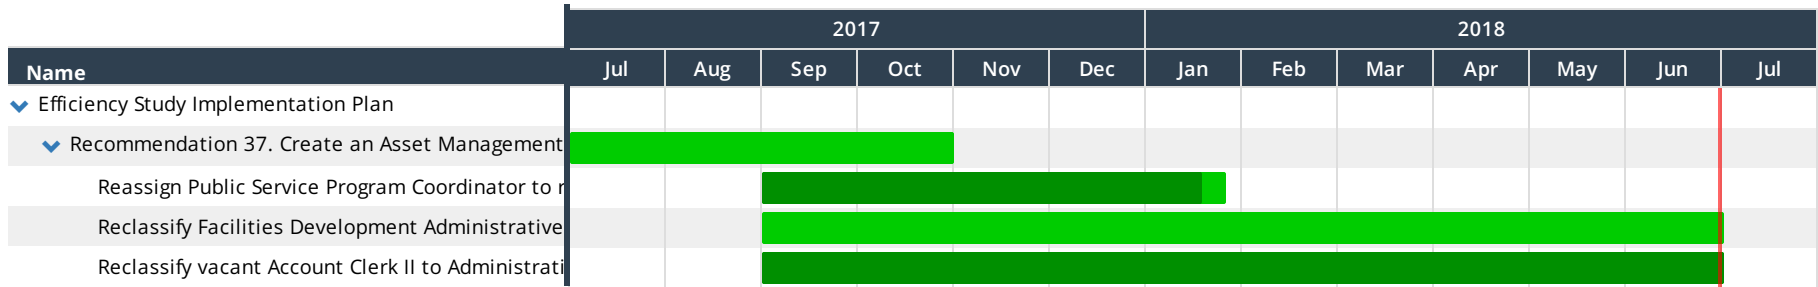 2017 2018
Name Jul Aug Sep Oct Nov Dec Jan Feb Mar Apr May Jun Jul
Efficiency Study Implementation Plan
Recommendation 37. Create an Asset Management
Reassign Public Service Program Coordinator to
Reclassify Facilities Development Administrative
Reclassify vacant Account Clerk II to Administrati